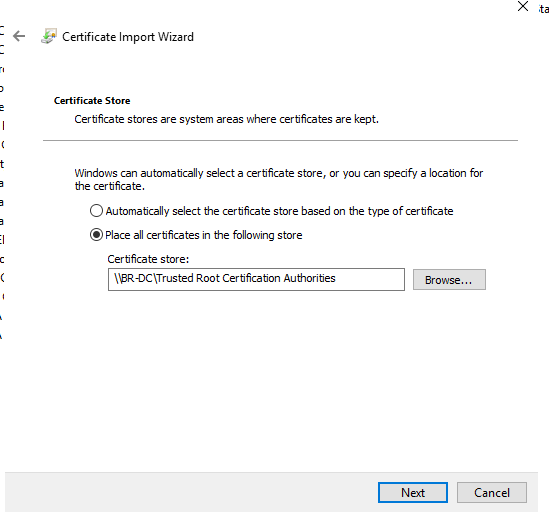 Certificate Import Wizard
Certificate Store
Certificate stores are system areas where certificates are kept.
Windows can automatically select a certificate store, or you can specify a location for
the certificate.
Automatically select the certificate store based on the type of certificate
Place all certificates in the following store
Certificate store:
\\BR-DC\Trusted Root Certification Authorities
Browse...
Next
Cancel